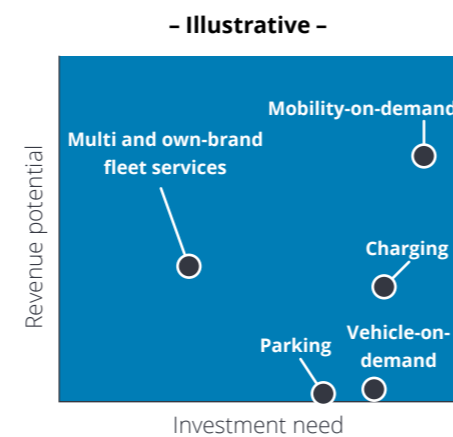 – Illustrative –
Mobility-on-demand
Multi and own-brand
fleet services
Revenue potential
Charging
Vehicle-on-
demand
Parking
Investment need